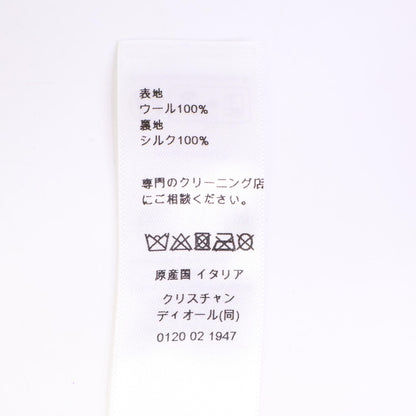 表地
ウール100%
裏地
シルク100%
専門のクリーニング店
にご相談ください。
原産国 イタリア
クリスチャン
ディオール(同)
0120 02 1947